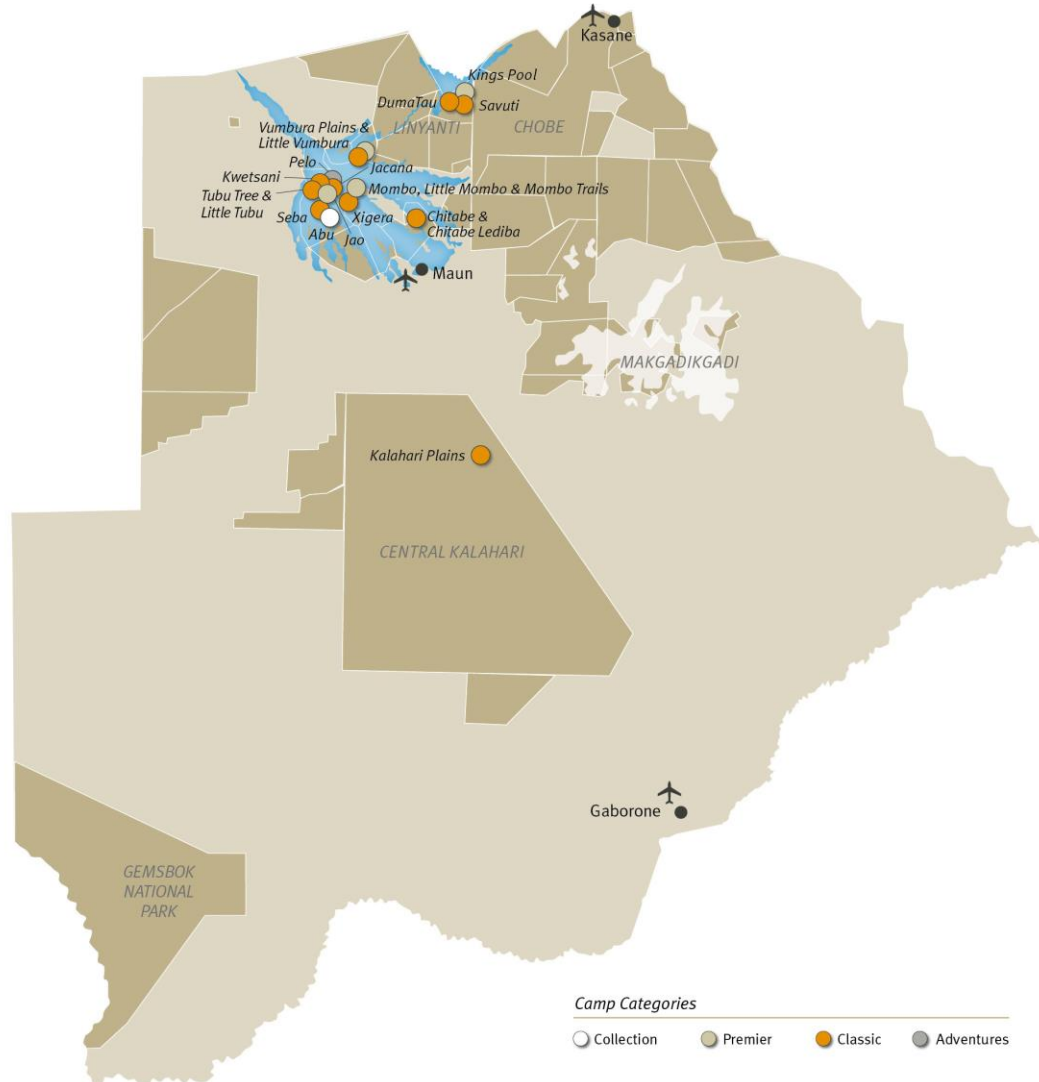 Kasane
Kings Pool
DumaTau
Savuti
LINYANTI
CHOBE
Vumbura Plains &
Little Vumbura
Pelo
Jacana
Kwetsani
Mombo, Little Mombo & Mombo Trails
Tubu Tree &
Little Tubu
Seba
Xigera
Chitabe &
Chitabe Lediba
Abu
Jao
Maun
MAKGADIKGADI
Kalahari Plains
CENTRAL KALAHARI
Gaborone
GEMSBOK
NATIONAL
PARK
Camp Categories
Collection
Premier
Classic
Adventures